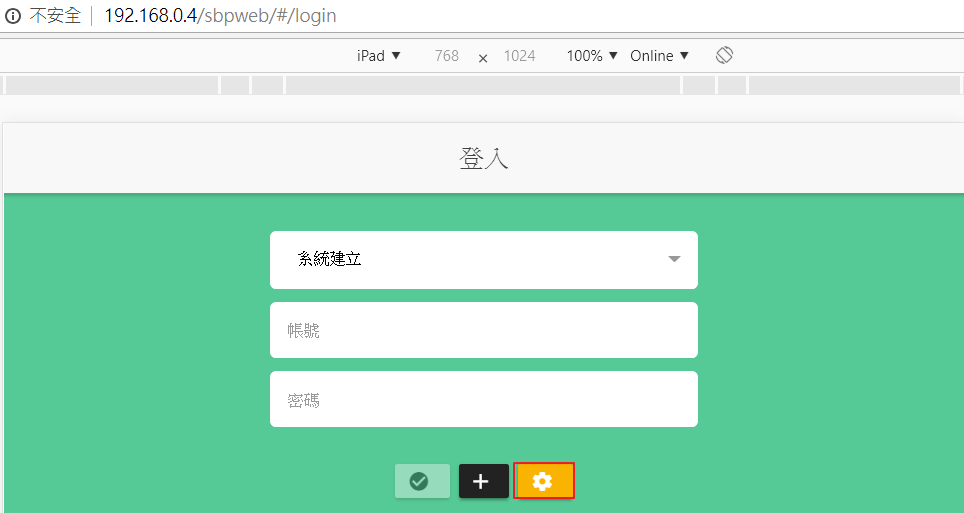 不安全 192.168.0.4/sbpweb/#/login
iPad ▼ 768 × 1024 100% ▼ Online ▼
登入
系統建立
帳號
密碼